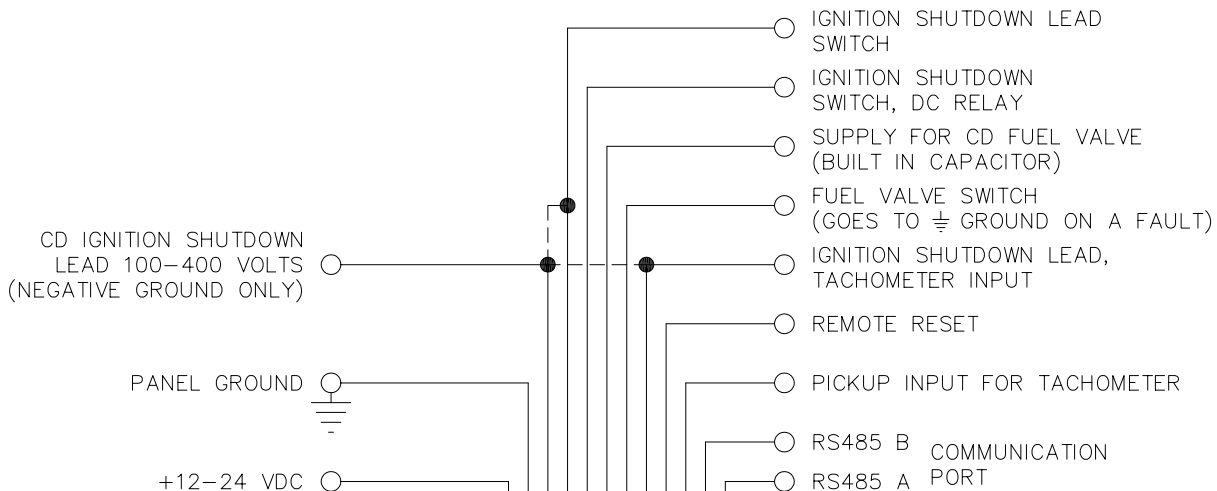 IGNITION SHUTDOWN LEAD
SWITCH
IGNITION SHUTDOWN
SWITCH, DC RELAY
SUPPLY FOR CD FUEL VALVE
(BUILT IN CAPACITOR)
FUEL VALVE SWITCH
(GOES TO ⏚ GROUND ON A FAULT)
CD IGNITION SHUTDOWN
LEAD 100-400 VOLTS
(NEGATIVE GROUND ONLY)
IGNITION SHUTDOWN LEAD,
TACHOMETER INPUT
REMOTE RESET
PANEL GROUND
PICKUP INPUT FOR TACHOMETER
RS485 B
COMMUNICATION
PORT
+12-24 VDC
RS485 A